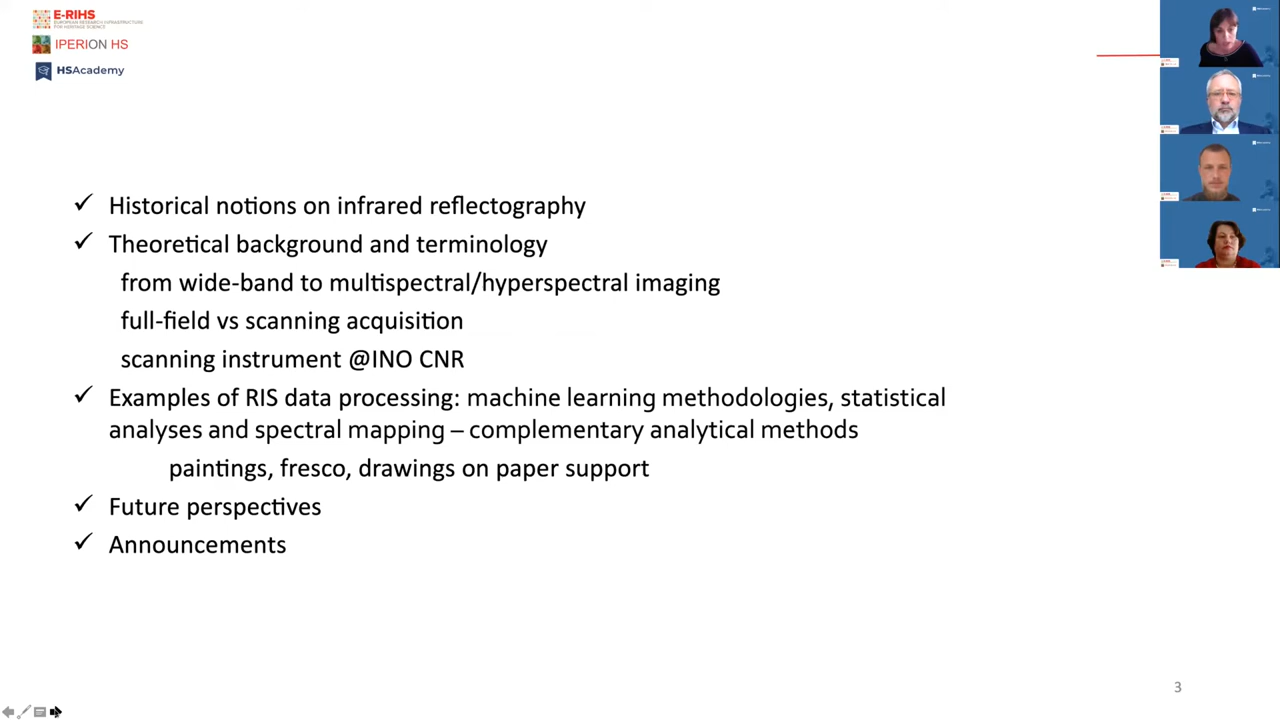 E-RIHS
EUROPEAN RESEARCH INFRASTRUCTURE
FOR HERITAGE SCIENCE
IPERION HS
HSAcademy
✓ Historical notions on infrared reflectography
✓ Theoretical background and terminology
from wide-band to multispectral/hyperspectral imaging
full-field vs scanning acquisition
scanning instrument @INO CNR
✓ Examples of RIS data processing: machine learning methodologies, statistical
analyses and spectral mapping – complementary analytical methods
paintings, fresco, drawings on paper support
✓ Future perspectives
✓ Announcements
3